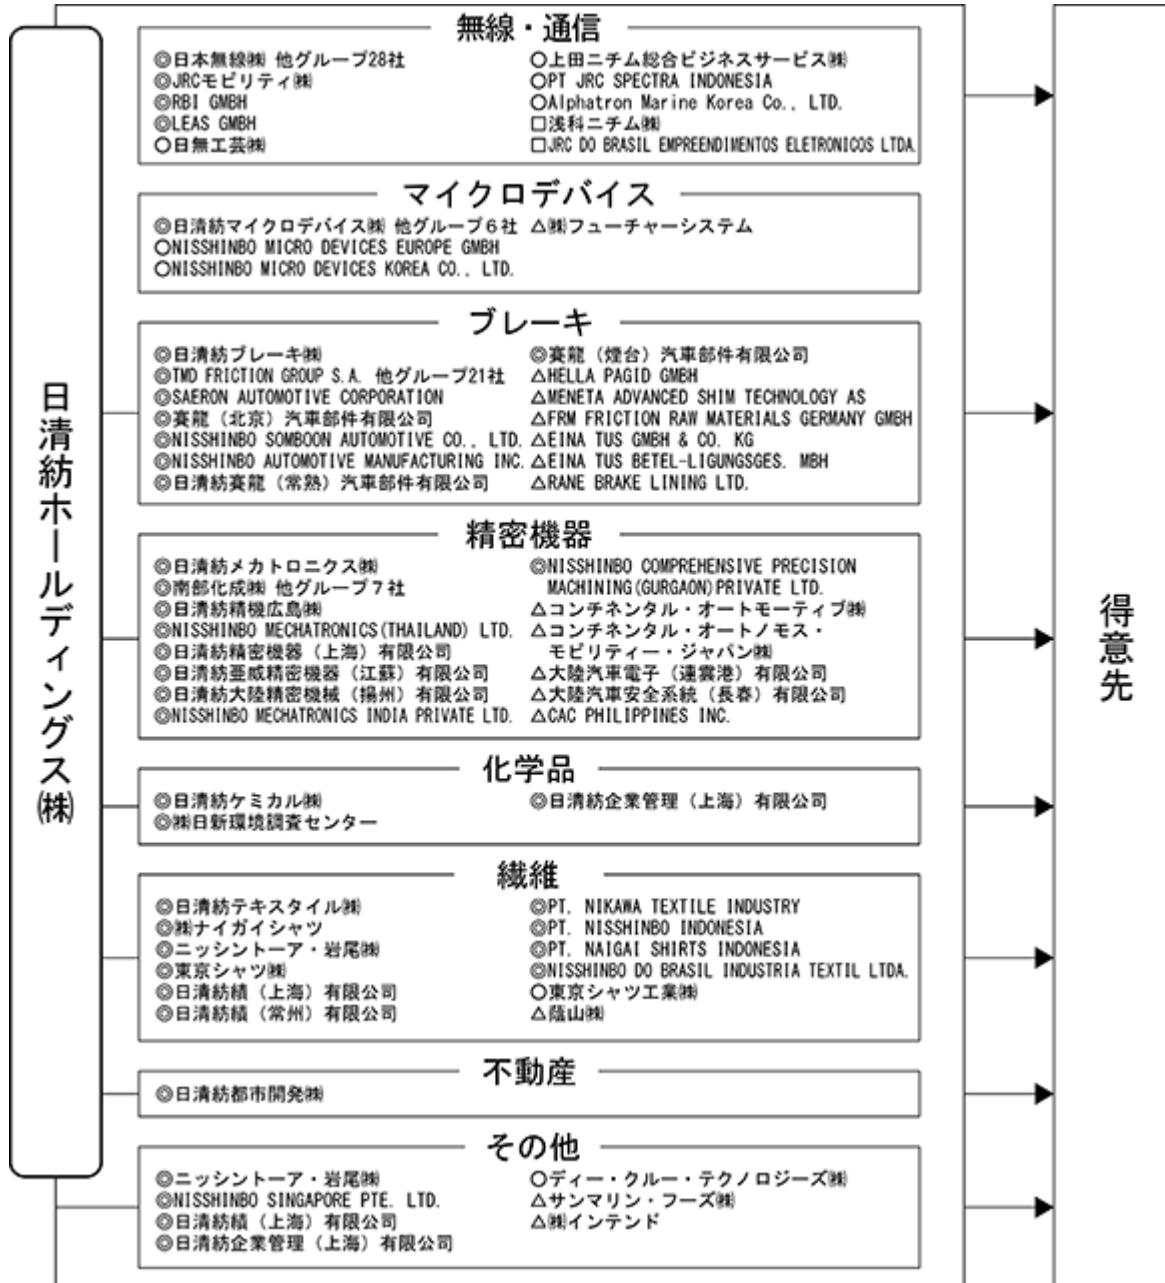 日清紡ホールディングス㈱
無線・通信
◎日本無線㈱ 他グループ28社
◎JRCモビリティ㈱
◎RBI GMBH
◎LEAS GMBH
○日無工芸㈱
○上田ニチム総合ビジネスサービス㈱
○PT JRC SPECTRA INDONESIA
○Alphatron Marine Korea Co., LTD.
□浅科ニチム㈱
□JRC DO BRASIL EMPREENDIMENTOS ELETRONICOS LTDA.
マイクロデバイス
◎日清紡マイクロデバイス㈱ 他グループ6社
○NISSHINBO MICRO DEVICES EUROPE GMBH
○NISSHINBO MICRO DEVICES KOREA CO., LTD.
△㈱フューチャーシステム
ブレーキ
◎日清紡ブレーキ㈱
◎TMD FRICTION GROUP S.A. 他グループ21社
◎SAERON AUTOMOTIVE CORPORATION
◎賽龍（北京）汽車部件有限公司
◎NISSHINBO SOMBOON AUTOMOTIVE CO., LTD.
◎NISSHINBO AUTOMOTIVE MANUFACTURING INC.
◎日清紡賽龍（常熟）汽車部件有限公司
◎賽龍（煙台）汽車部件有限公司
△HELLA PAGID GMBH
△MENETA ADVANCED SHIM TECHNOLOGY AS
△FRM FRICTION RAW MATERIALS GERMANY GMBH
△EINA TUS GMBH & CO. KG
△EINA TUS BETEL-LIGUNGSGES. MBH
△RANE BRAKE LINING LTD.
精密機器
◎日清紡メカトロニクス㈱
◎南部化成㈱ 他グループ7社
◎日清紡精機広島㈱
◎NISSHINBO MECHATRONICS(THAILAND) LTD.
◎日清紡精密機器（上海）有限公司
◎日清紡亜威精密機器（江蘇）有限公司
◎日清紡大陸精密機械（揚州）有限公司
◎NISSHINBO MECHATRONICS INDIA PRIVATE LTD.
◎NISSHINBO COMPREHENSIVE PRECISION
MACHINING(GURGAON)PRIVATE LTD.
△コンチネンタル・オートモーティブ㈱
△コンチネンタル・オートノモス・
モビリティー・ジャパン㈱
△大陸汽車電子（連雲港）有限公司
△大陸汽車安全系統（長春）有限公司
△CAC PHILIPPINES INC.
化学品
◎日清紡ケミカル㈱
◎㈱日新環境調査センター
◎日清紡企業管理（上海）有限公司
繊維
◎日清紡テキスタイル㈱
◎㈱ナイガイシャツ
◎ニッシントーア・岩尾㈱
◎東京シャツ㈱
◎日清紡績（上海）有限公司
◎日清紡績（常州）有限公司
◎PT. NIKAWA TEXTILE INDUSTRY
◎PT. NISSHINBO INDONESIA
◎PT. NAIGAI SHIRTS INDONESIA
◎NISSHINBO DO BRASIL INDUSTRIA TEXTIL LTDA.
○東京シャツ工業㈱
△蔭山㈱
不動産
◎日清紡都市開発㈱
その他
◎ニッシントーア・岩尾㈱
◎NISSHINBO SINGAPORE PTE. LTD.
◎日清紡績（上海）有限公司
◎日清紡企業管理（上海）有限公司
○ディー・クルー・テクノロジーズ㈱
△サンマリン・フーズ㈱
△㈱インテンド
得意先